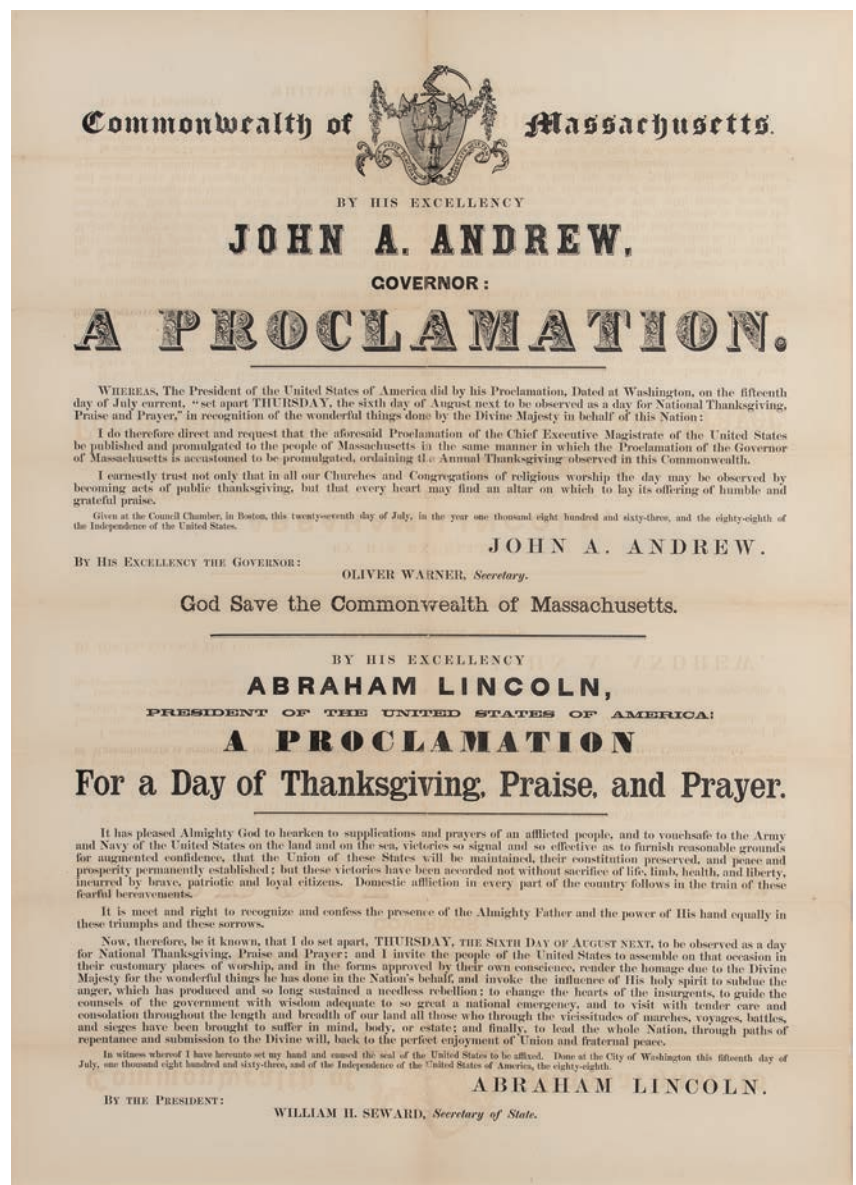 Commonwealth of Massachusetts.
BY HIS EXCELLENCY
JOHN A. ANDREW,
GOVERNOR:
A PROCLAMATION.
WHEREAS, The President of the United States of America did by his Proclamation, Dated at Washington, on the fifteenth
day of July current, "set apart THURSDAY, the sixth day of August next to be observed as a day for National Thanksgiving,
Praise and Prayer," in recognition of the wonderful things done by the Divine Majesty in behalf of this Nation:
I do therefore direct and request that the aforesaid Proclamation of the Chief Executive Magistrate of the United States
be published and promulgated to the people of Massachusetts in the same manner in which the Proclamation of the Governor
of Massachusetts is accustomed to be promulgated, ordaining the Annual Thanksgiving observed in this Commonwealth.
I earnestly trust not only that in all our Churches and Congregations of religious worship the day may be observed by
becoming acts of public thanksgiving, but that every heart may find an altar on which to lay its offering of humble and
grateful praise.
Given at the Council Chamber, in Boston, this twenty-seventh day of July, in the year one thousand eight hundred and sixty-three, and the eighty-eighth of
the Independence of the United States.
JOHN A. ANDREW.
BY HIS EXCELLENCY THE GOVERNOR:
OLIVER WARNER, Secretary.
God Save the Commonwealth of Massachusetts.
BY HIS EXCELLENCY
ABRAHAM LINCOLN,
PRESIDENT OF THE UNITED STATES OF AMERICA:
A PROCLAMATION
For a Day of Thanksgiving, Praise, and Prayer.
It has pleased Almighty God to hearken to supplications and prayers of an afflicted people, and to vouchsafe to the Army
and Navy of the United States on the land and on the sea, victories so signal and so effective as to furnish reasonable grounds
for augmented confidence, that the Union of these States will be maintained, their constitution preserved, and peace and
prosperity permanently established; but these victories have been accorded not without sacrifice of life, limb, health, and liberty,
incurred by brave, patriotic and loyal citizens. Domestic affliction in every part of the country follows in the train of these
fearful bereavements.
It is meet and right to recognize and confess the presence of the Almighty Father and the power of His hand equally in
these triumphs and these sorrows.
Now, therefore, be it known, that I do set apart, THURSDAY, THE SIXTH DAY OF AUGUST NEXT, to be observed as a day
for National Thanksgiving, Praise and Prayer; and I invite the people of the United States to assemble on that occasion in
their customary places of worship, and in the forms approved by their own conscience, render the homage due to the Divine
Majesty for the wonderful things he has done in the Nation's behalf, and invoke the influence of His holy spirit to subdue the
anger, which has produced and so long sustained a needless rebellion; to change the hearts of the insurgents, to guide the
counsels of the government with wisdom adequate to so great a national emergency, and to visit with tender care and
consolation throughout the length and breadth of our land all those who through the vicissitudes of marches, voyages, battles,
and sieges have been brought to suffer in mind, body, or estate; and finally, to lead the whole Nation, through paths of
repentance and submission to the Divine will, back to the perfect enjoyment of Union and fraternal peace.
In witness whereof I have hereunto set my hand and caused the seal of the United States to be affixed. Done at the City of Washington this fifteenth day of
July, one thousand eight hundred and sixty-three, and of the Independence of the United States of America, the eighty-eighth.
ABRAHAM LINCOLN.
BY THE PRESIDENT:
WILLIAM H. SEWARD, Secretary of State.